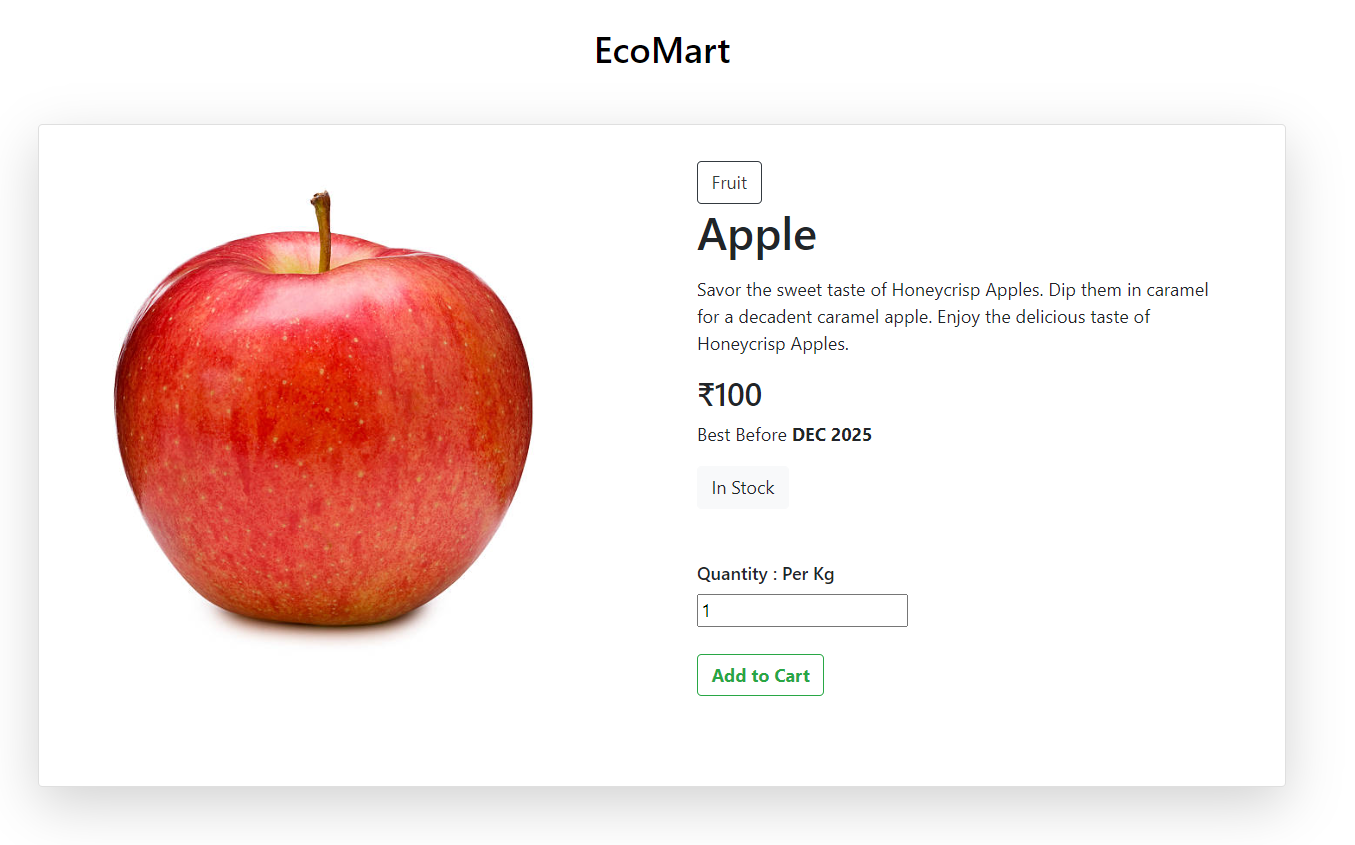 EcoMart
Fruit
Apple
Savor the sweet taste of Honeycrisp Apples. Dip them in caramel
for a decadent caramel apple. Enjoy the delicious taste of
Honeycrisp Apples.
₹100
Best Before DEC 2025
In Stock
Quantity : Per Kg
1
Add to Cart